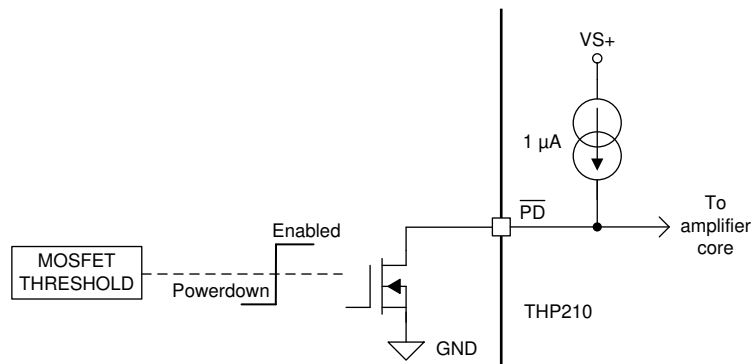 VS+
1 µA
PD
To
amplifier
core
Enabled
MOSFET
THRESHOLD
Powerdown
THP210
GND